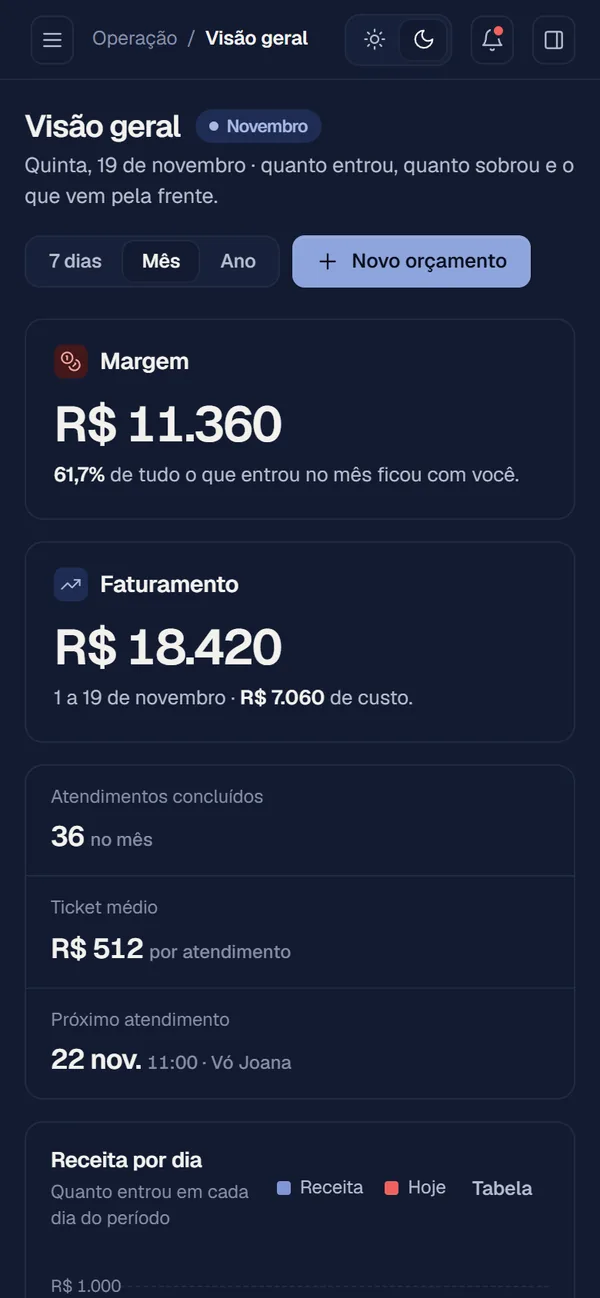 Operação / Visão geral
Visão geral
Novembro
Quinta, 19 de novembro · quanto entrou, quanto sobrou e o
que vem pela frente.
7 dias
Mês
Ano
Novo orçamento
Margem
R$ 11.360
61,7% de tudo o que entrou no mês ficou com você.
Faturamento
R$ 18.420
1 a 19 de novembro · R$ 7.060 de custo.
Atendimentos concluídos
36 no mês
Ticket médio
R$ 512 por atendimento
Próximo atendimento
22 nov. 11:00 · Vó Joana
Receita por dia
Quanto entrou em cada
dia do período
Receita
Hoje
Tabela
R$ 1.000